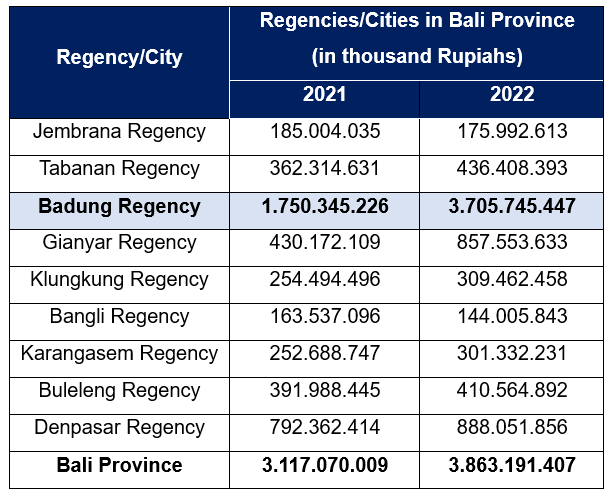 Regency/City
Regencies/Cities in Bali Province
(in thousand Rupiahs)
2021 2022
Jembrana Regency 185.004.035 175.992.613
Tabanan Regency 362.314.631 436.408.393
Badung Regency 1.750.345.226 3.705.745.447
Gianyar Regency 430.172.109 857.553.633
Klungkung Regency 254.494.496 309.462.458
Bangli Regency 163.537.096 144.005.843
Karangasem Regency 252.688.747 301.332.231
Buleleng Regency 391.988.445 410.564.892
Denpasar Regency 792.362.414 888.051.856
Bali Province 3.117.070.009 3.863.191.407